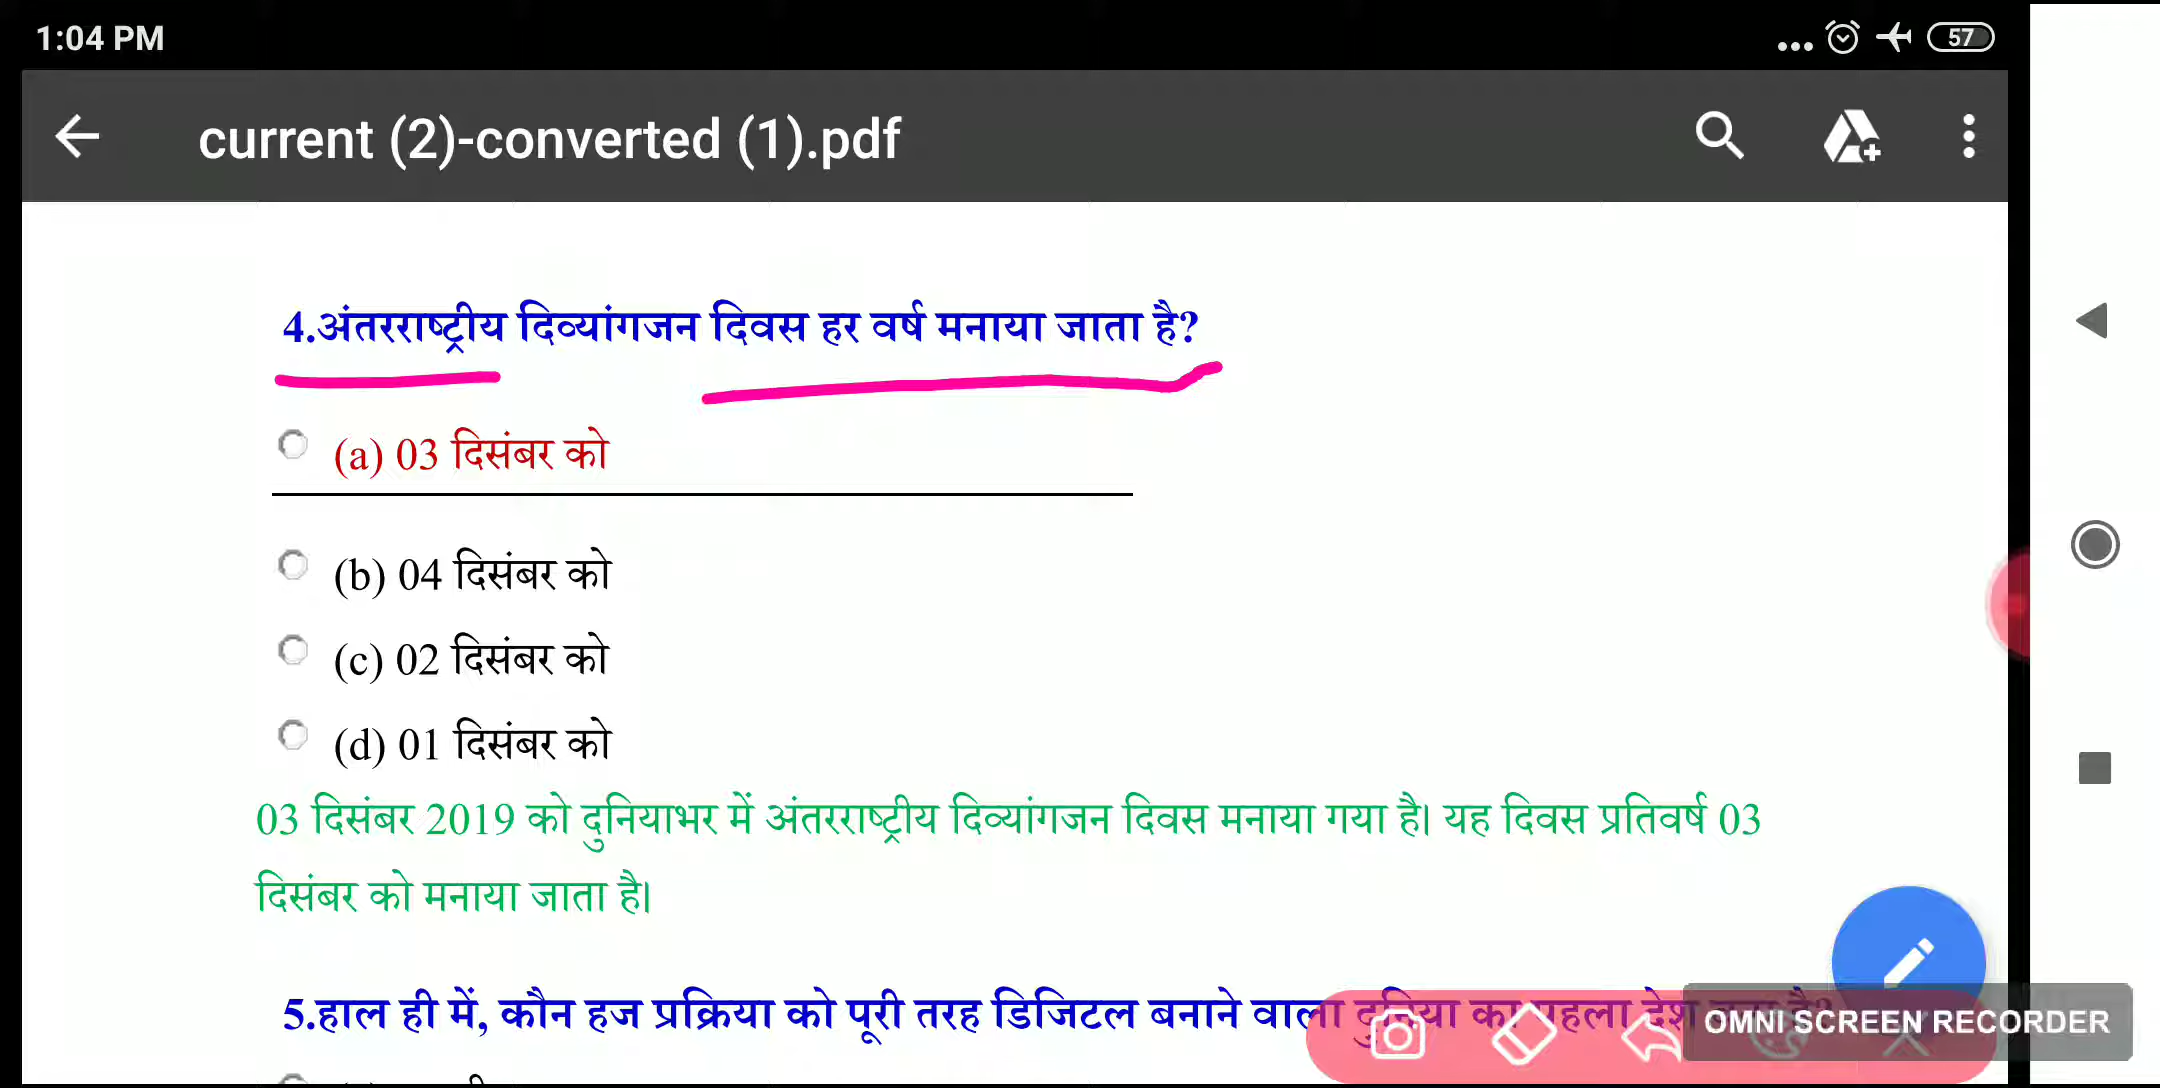 1:04 PM
57
current (2)-converted (1).pdf
4.अंतरराष्ट्रीय दिव्यांगजन दिवस हर वर्ष मनाया जाता है?
(a) 03 दिसंबर को
(b) 04 दिसंबर को
(c) 02 दिसंबर को
(d) 01 दिसंबर को
03 दिसंबर 2019 को दुनियाभर में अंतरराष्ट्रीय दिव्यांगजन दिवस मनाया गया है। यह दिवस प्रतिवर्ष 03
दिसंबर को मनाया जाता है।
5.हाल ही में, कौन हज प्रक्रिया को पूरी तरह डिजिटल बनाने वाला दुनिया का पहला देश बना है?
OMNI SCREEN RECORDER